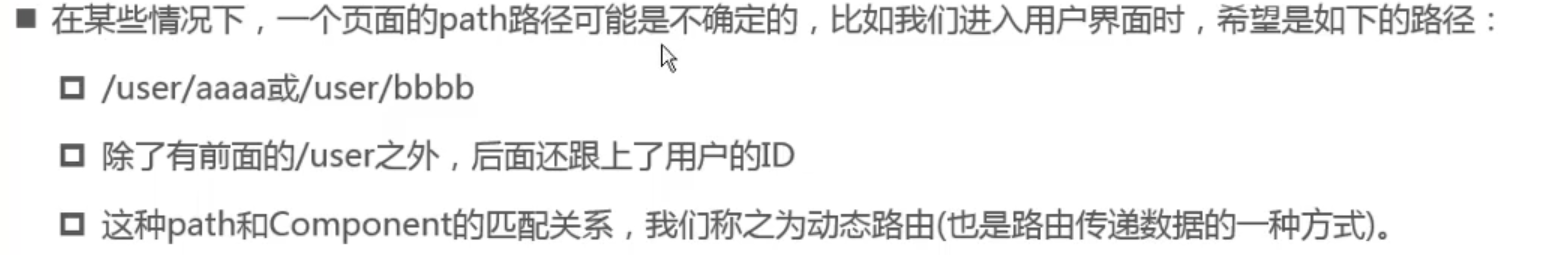 在某些情况下，一个页面的path路径可能是不确定的，比如我们进入用户界面时，希望是如下的路径：
/user/aaaa或/user/bbbb
除了有前面的/user之外，后面还跟上了用户的ID
这种path和Component的匹配关系，我们称之为动态路由(也是路由传递数据的一种方式)。